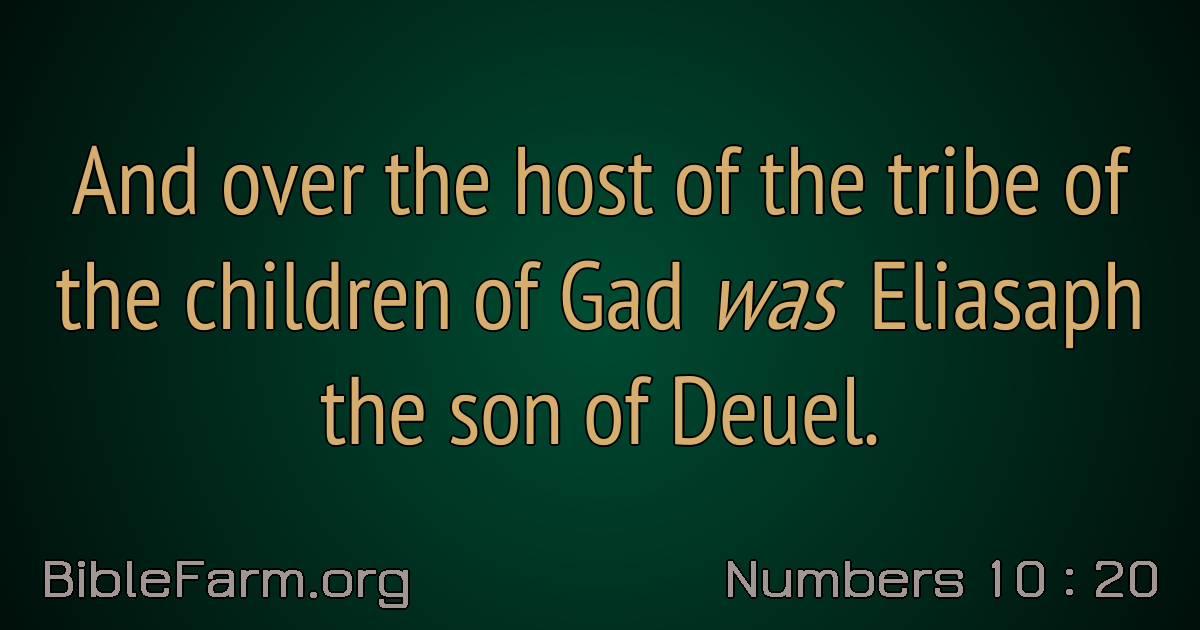 And over the host of the tribe of
the children of Gad was Eliasaph
the son of Deuel.
BibleFarm.org
Numbers 10 : 20